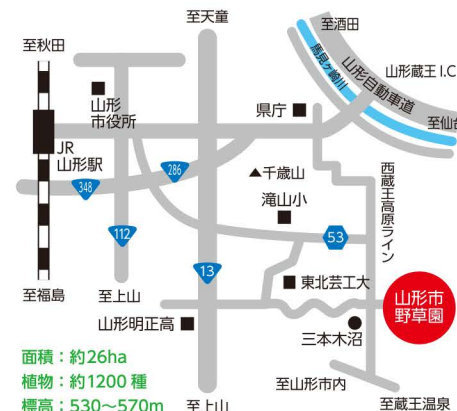 至天童
至酒田
至秋田
馬見ヶ崎川
山形自動車道
山形蔵王I.C
山形
市役所
県庁
至仙台
JR
山形駅
286
千歳山
348
滝山小
西蔵王高原ライン
112
53
13
東北芸工大
山形市
野草園
至福島
至上山
山形明正高
三本木沼
面積：約26ha
植物：約1200種
標高：530～570m
至山形市内
至上山
至蔵王温泉